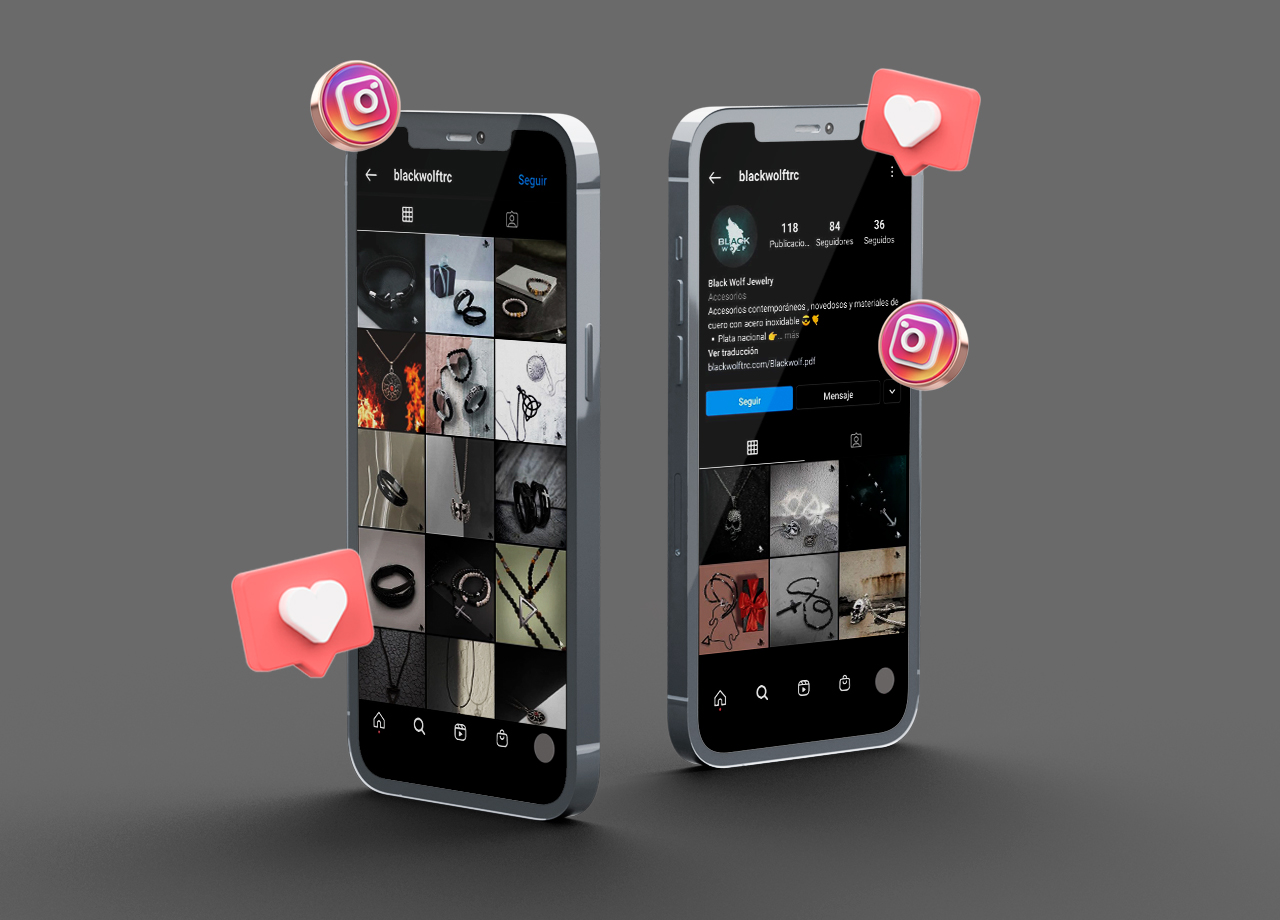 blackwolftrc
Seguir
blackwolftrc
BLACK
WOLF
118
84
36
Publicacio...
Seguidores
Seguidos
Black Wolf Jewelry
Accesorios
Accesorios contemporáneos , novedosos y materiales de
cuero con acero inoxidable 😎
• Plata nacional 👉... más
Ver traducción
blackwolftrc.com/Blackwolf.pdf
Seguir
Mensaje